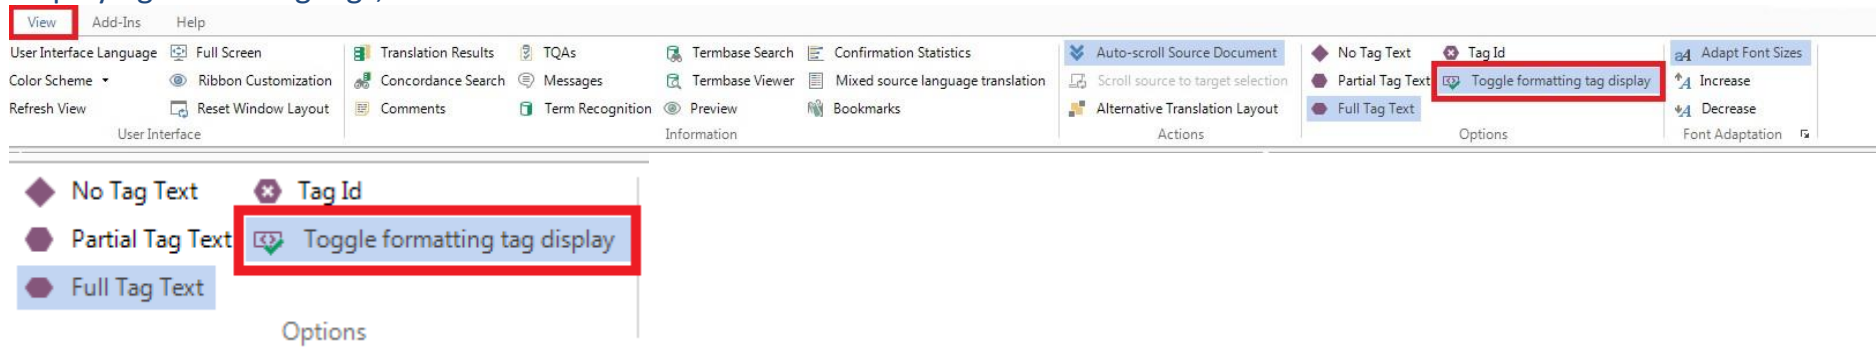 View Add-Ins Help
User Interface Language Full Screen Translation Results TQAs Termbase Search Confirmation Statistics Auto-scroll Source Document No Tag Text Tag Id Adapt Font Sizes
Color Scheme Ribbon Customization Concordance Search Messages Termbase Viewer Mixed source language translation Scroll source to target selection Partial Tag Text Toggle formatting tag display Increase
Refresh View Reset Window Layout Comments Term Recognition Preview Bookmarks Alternative Translation Layout Full Tag Text Decrease
User Interface Information Actions Options Font Adaptation
No Tag Text Tag Id
Partial Tag Text Toggle formatting tag display
Full Tag Text
Options